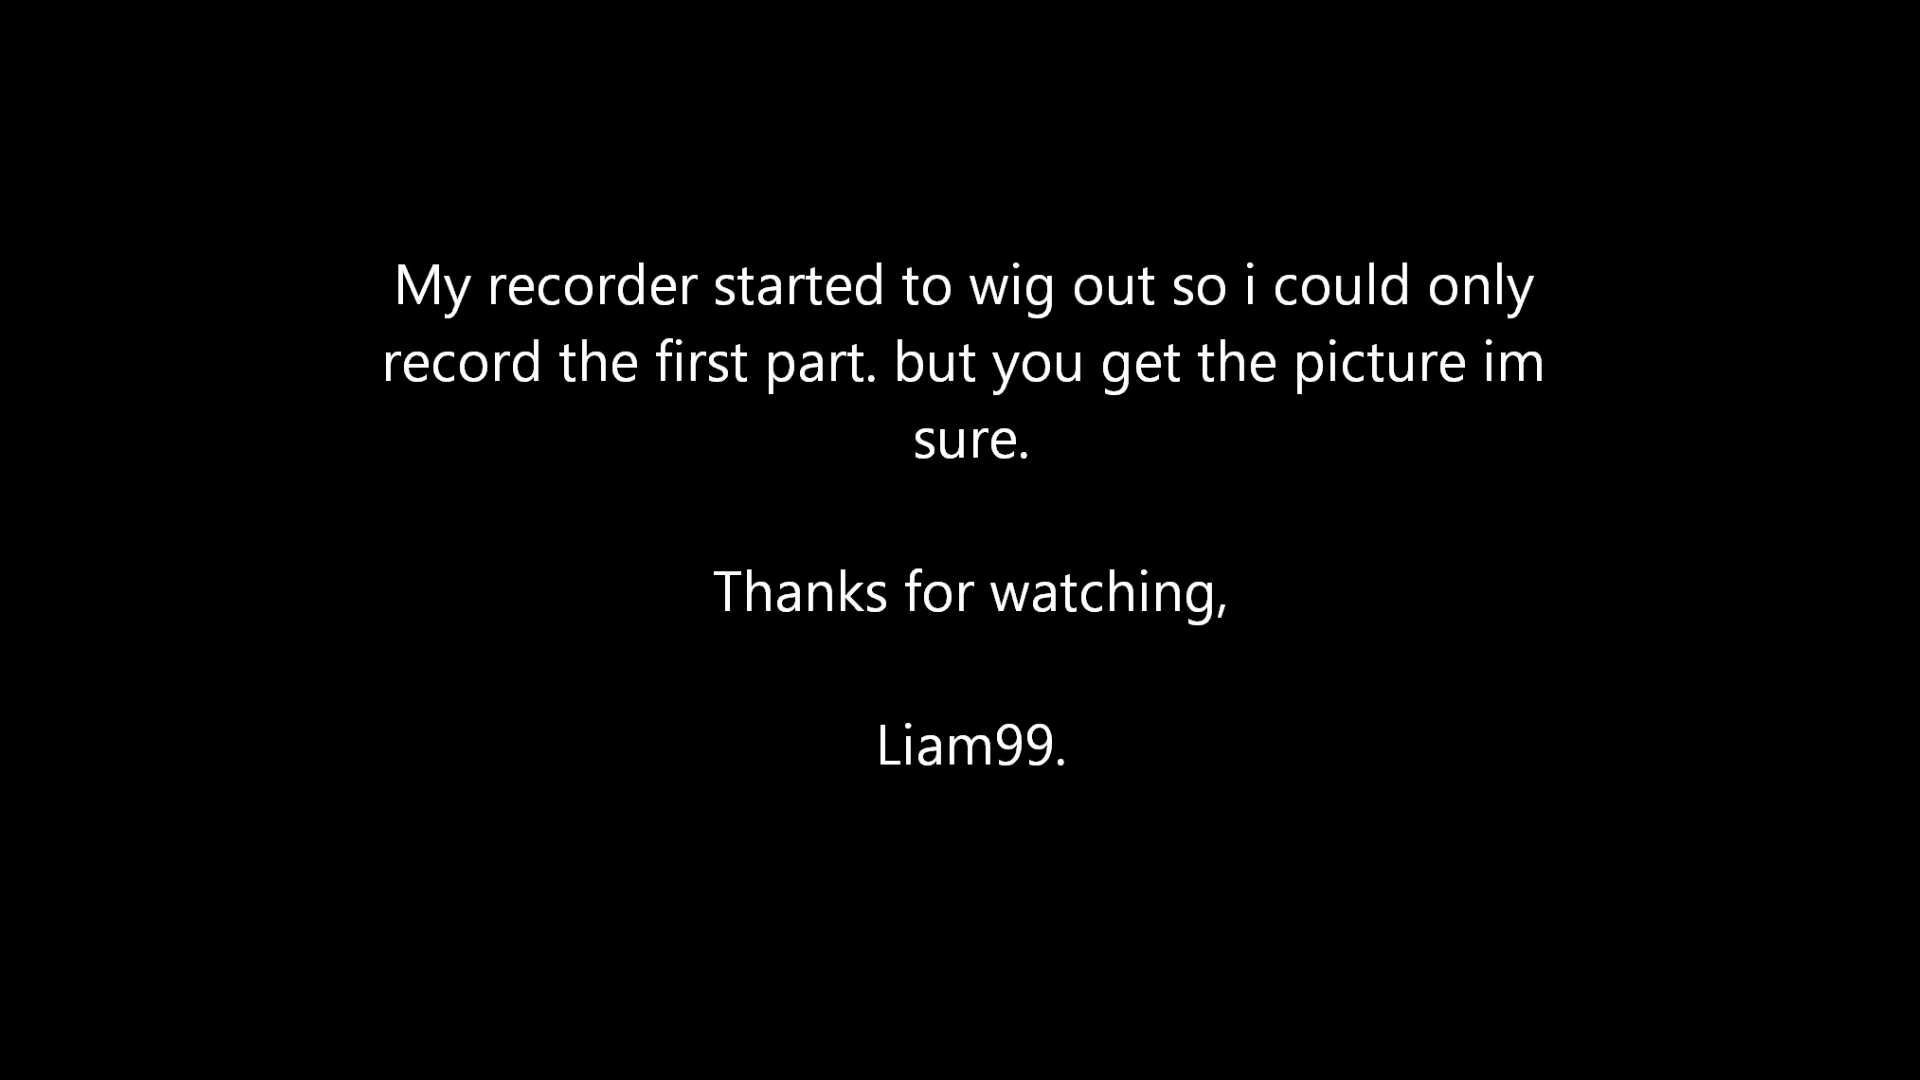 My recorder started to wig out so i could only
record the first part. but you get the picture im
sure.
Thanks for watching,
Liam99.